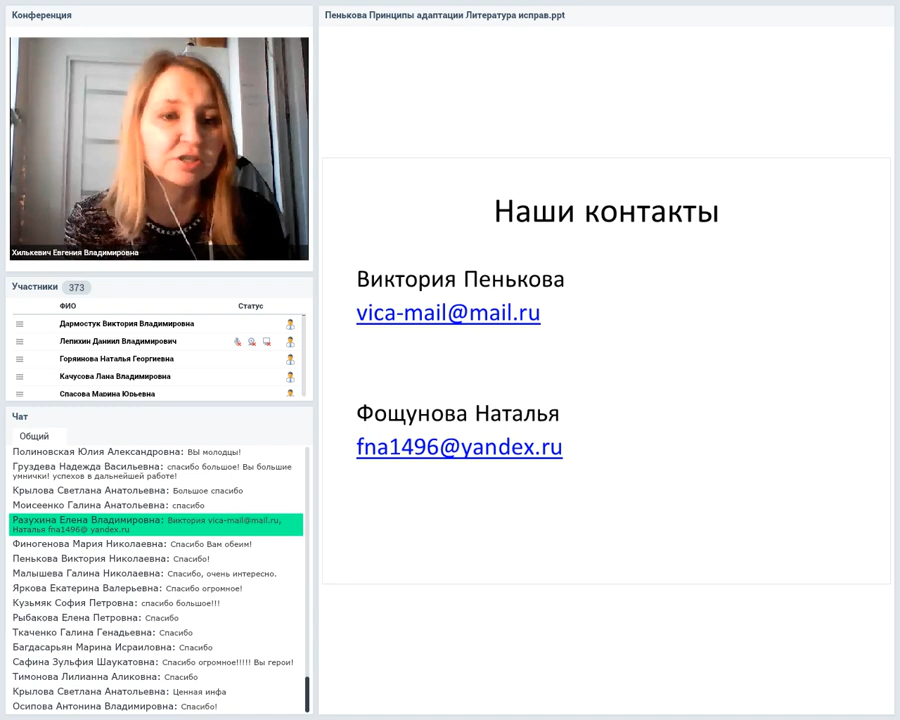 Конференция
Хилькевич Евгения Владимировна
Участники 373
ФИО Статус
Дармостук Виктория Владимировна
Лепихин Даниил Владимирович
Горяинова Наталья Георгиевна
Качусова Лана Владимировна
Спасова Марина Юрьевна
Чат
Общий
Полиновская Юлия Александровна: ВЫ молодцы!
Груздева Надежда Васильевна: спасибо большое! Вы большие
умнички! успехов в дальнейшей работе!
Крылова Светлана Анатольевна: Большое спасибо
Моисеенко Галина Анатольевна: спасибо
Разухина Елена Владимировна: Виктория vica-mail@mail.ru,
Наталья fna1496@ yandex.ru
Финогенова Мария Николаевна: Спасибо Вам обеим!
Пенькова Виктория Николаевна: Спасибо!
Малышева Галина Николаевна: Спасибо, очень интересно.
Яркова Екатерина Валерьевна: Спасибо огромное!
Кузьмяк София Петровна: спасибо большое!!!
Рыбакова Елена Петровна: Спасибо
Ткаченко Галина Генадьевна: Спасибо
Багдасарьян Марина Исраиловна: Спасибо
Сафина Зульфия Шаукатовна: Спасибо огромное!!!!! Вы герои!
Тимонова Лилианна Аликовна: Спасибо
Крылова Светлана Анатольевна: Ценная инфа
Осипова Антонина Владимировна: Спасибо!
Пенькова Принципы адаптации Литература исправ.ppt
Наши контакты
Виктория Пенькова
vica-mail@mail.ru
Фощунова Наталья
fna1496@yandex.ru